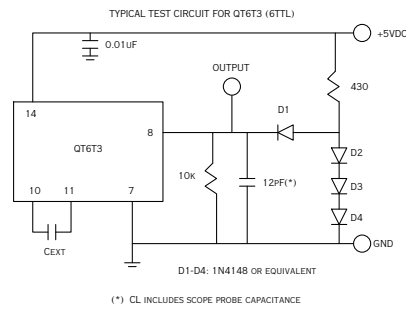 TYPICAL TEST CIRCUIT FOR QT6T3 (6TTL)
+5VDC
0.01UF
OUTPUT
430
14
D1
QT6T3
8
D2
10K
12PF(*)
D3
10 11 7
D4
CEXT
GND
D1-D4: 1N4148 OR EQUIVALENT
(*) CL INCLUDES SCOPE PROBE CAPACITANCE